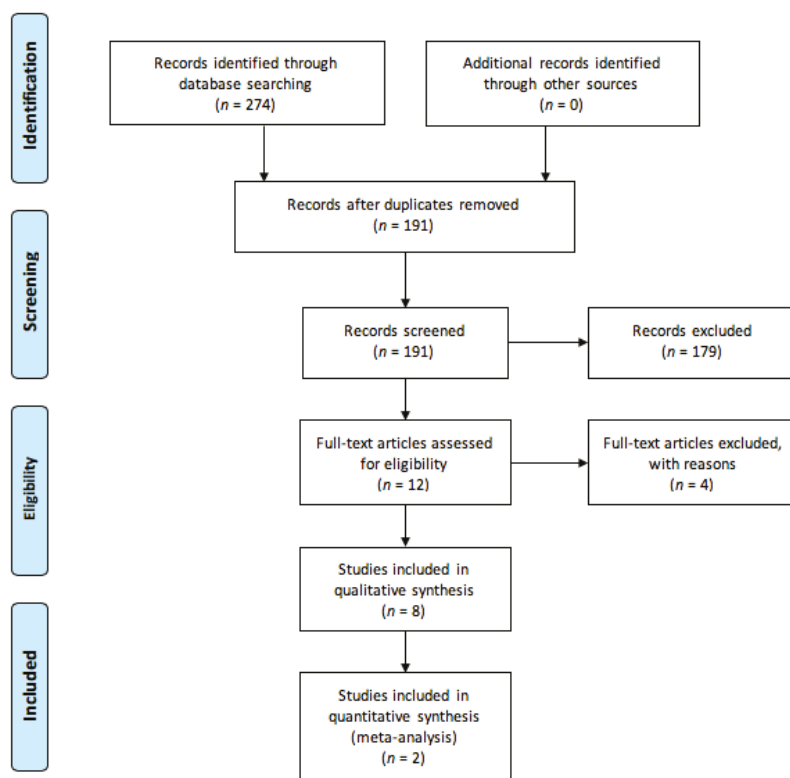 Identification
Records identified through
database searching
(n = 274)
Additional records identified
through other sources
(n = 0)
Records after duplicates removed
(n = 191)
Screening
Records screened
(n = 191)
Records excluded
(n = 179)
Eligibility
Full-text articles assessed
for eligibility
(n = 12)
Full-text articles excluded,
with reasons
(n = 4)
Studies included in
qualitative synthesis
(n = 8)
Included
Studies included in
quantitative synthesis
(meta-analysis)
(n = 2)